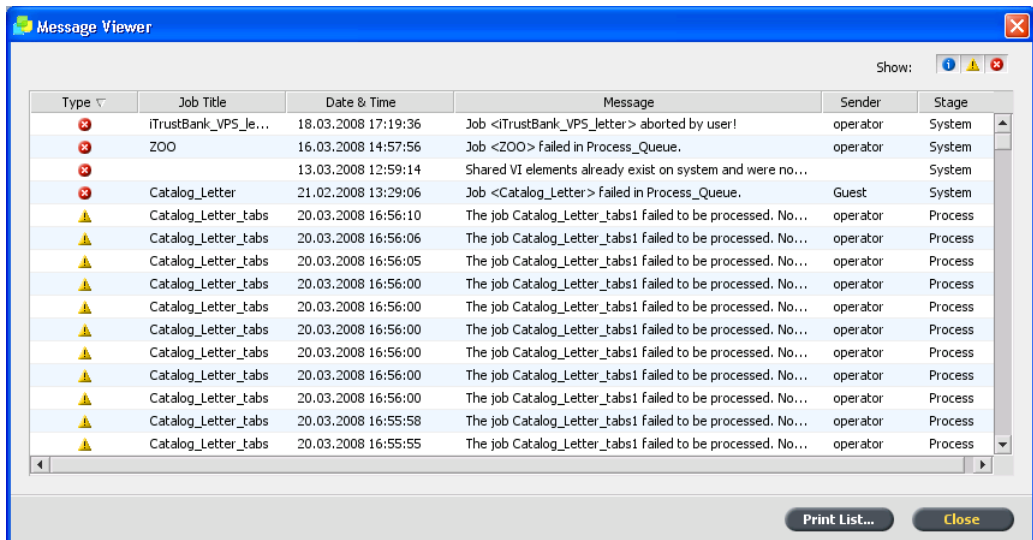 Message Viewer
Show:
Type Job Title Date & Time Message Sender Stage
iTrustBank_VPS_le... 18.03.2008 17:19:36 Job <iTrustBank_VPS_letter> aborted by user! operator System
ZOO 16.03.2008 14:57:56 Job <ZOO> failed in Process_Queue. operator System
13.03.2008 12:59:14 Shared VI elements already exist on system and were no... System
Catalog_Letter 21.02.2008 13:29:06 Job <Catalog_Letter> failed in Process_Queue. Guest System
Catalog_Letter_tabs 20.03.2008 16:56:10 The job Catalog_Letter_tabs1 failed to be processed. No... operator Process
Catalog_Letter_tabs 20.03.2008 16:56:06 The job Catalog_Letter_tabs1 failed to be processed. No... operator Process
Catalog_Letter_tabs 20.03.2008 16:56:05 The job Catalog_Letter_tabs1 failed to be processed. No... operator Process
Catalog_Letter_tabs 20.03.2008 16:56:00 The job Catalog_Letter_tabs1 failed to be processed. No... operator Process
Catalog_Letter_tabs 20.03.2008 16:56:00 The job Catalog_Letter_tabs1 failed to be processed. No... operator Process
Catalog_Letter_tabs 20.03.2008 16:56:00 The job Catalog_Letter_tabs1 failed to be processed. No... operator Process
Catalog_Letter_tabs 20.03.2008 16:56:00 The job Catalog_Letter_tabs1 failed to be processed. No... operator Process
Catalog_Letter_tabs 20.03.2008 16:56:00 The job Catalog_Letter_tabs1 failed to be processed. No... operator Process
Catalog_Letter_tabs 20.03.2008 16:56:00 The job Catalog_Letter_tabs1 failed to be processed. No... operator Process
Catalog_Letter_tabs 20.03.2008 16:55:58 The job Catalog_Letter_tabs1 failed to be processed. No... operator Process
Catalog_Letter_tabs 20.03.2008 16:55:55 The job Catalog_Letter_tabs1 failed to be processed. No... operator Process
Print List... Close